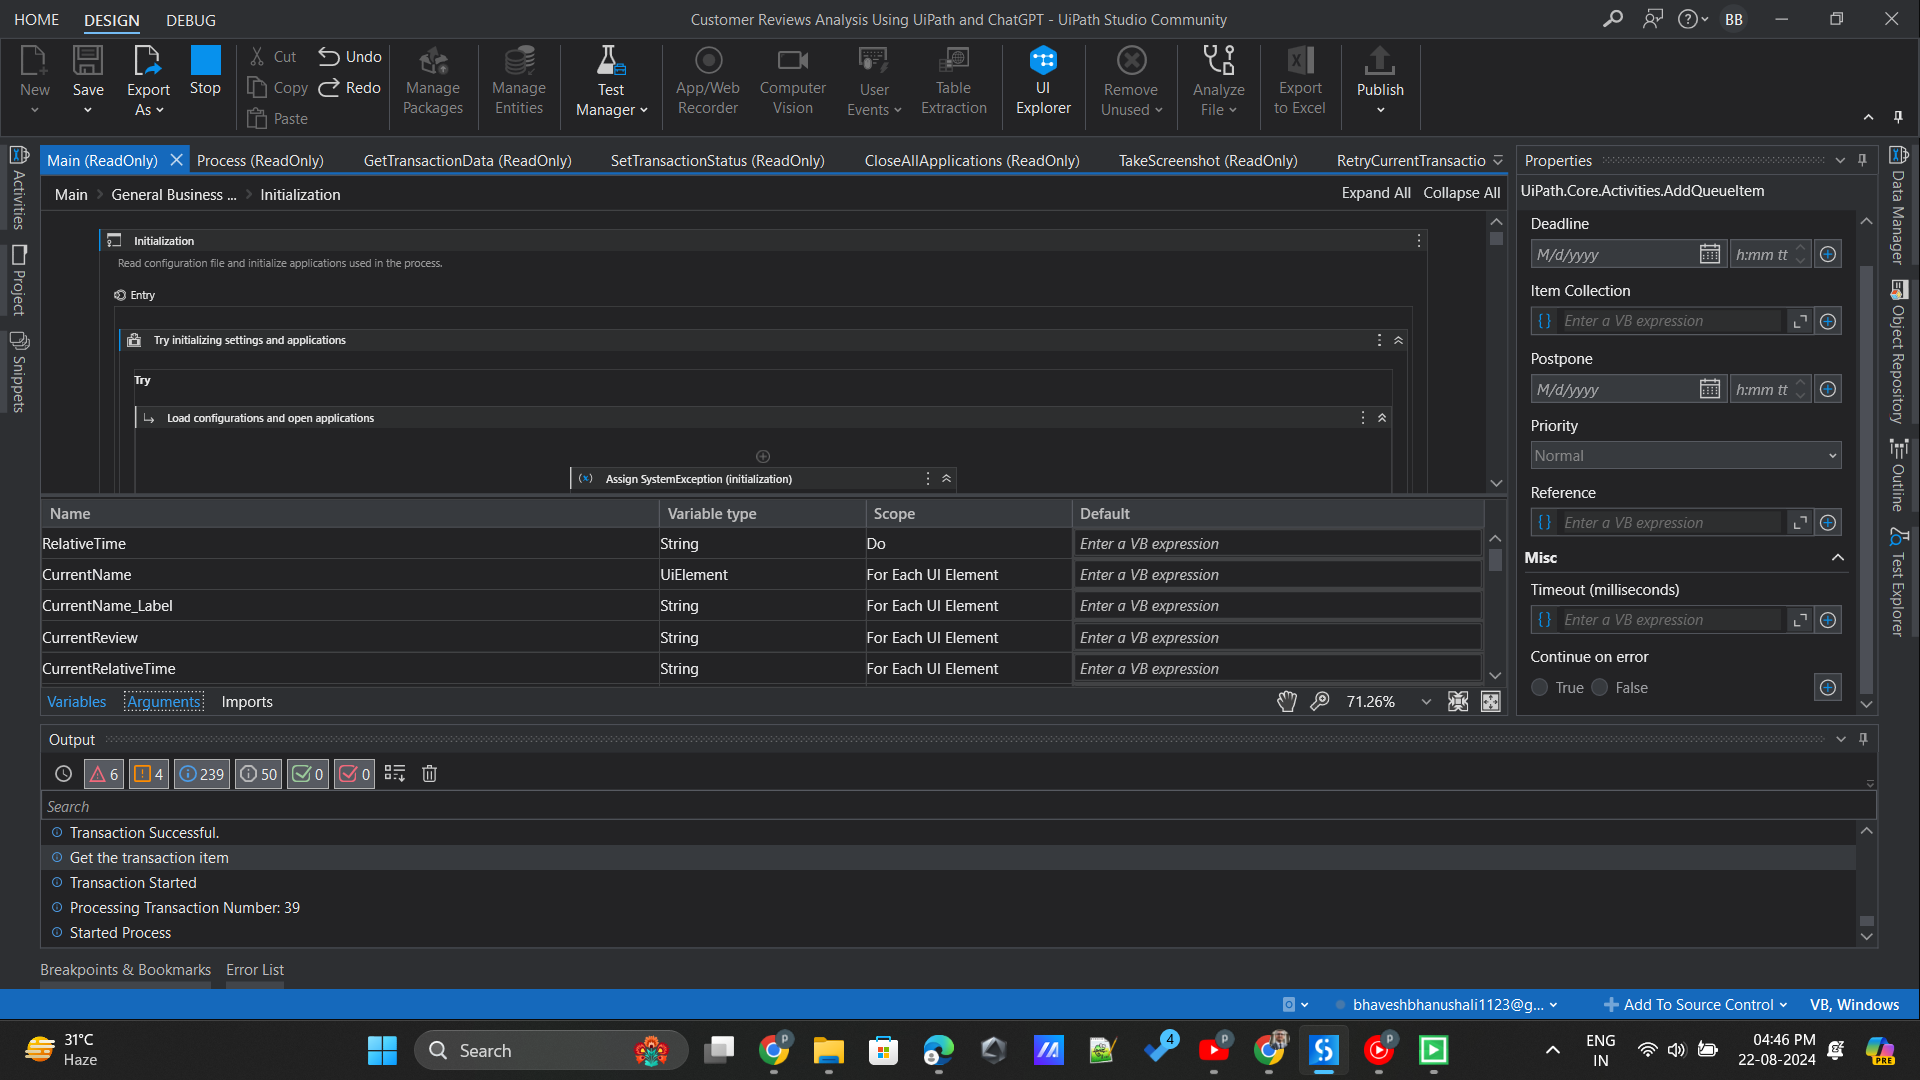 HOME DESIGN DEBUG
Customer Reviews Analysis Using UiPath and ChatGPT - UiPath Studio Community
BB
New
Save
Export As
Stop
Cut
Copy
Paste
Undo
Redo
Manage Packages
Manage Entities
Test Manager
App/Web Recorder
Computer Vision
User Events
Table Extraction
UI Explorer
Remove Unused
Analyze File
Export to Excel
Publish
Activities
Project
Snippets
Main (ReadOnly)
Process (ReadOnly)
GetTransactionData (ReadOnly)
SetTransactionStatus (ReadOnly)
CloseAllApplications (ReadOnly)
TakeScreenshot (ReadOnly)
RetryCurrentTransactio
Main > General Business ... > Initialization
Expand All Collapse All
Initialization
Read configuration file and initialize applications used in the process.
Entry
Try initializing settings and applications
Try
Load configurations and open applications
(x) Assign SystemException (initialization)
Name Variable type Scope Default
RelativeTime String Do Enter a VB expression
CurrentName UiElement For Each UI Element Enter a VB expression
CurrentName_Label String For Each UI Element Enter a VB expression
CurrentReview String For Each UI Element Enter a VB expression
CurrentRelativeTime String For Each UI Element Enter a VB expression
Variables Arguments Imports
71.26%
Properties
UiPath.Core.Activities.AddQueueItem
Deadline
M/d/yyyy h:mm tt
Item Collection
{} Enter a VB expression
Postpone
M/d/yyyy h:mm tt
Priority
Normal
Reference
{} Enter a VB expression
Misc
Timeout (milliseconds)
{} Enter a VB expression
Continue on error
True False
Data Manager
Object Repository
Outline
Test Explorer
Output
6 4 239 50 0 0
Search
Transaction Successful.
Get the transaction item
Transaction Started
Processing Transaction Number: 39
Started Process
Breakpoints & Bookmarks Error List
bhaveshbhanushali1123@g...
Add To Source Control
VB, Windows
31°C
Haze
Search
P
4
P
P
ENG
IN
04:46 PM
22-08-2024
PRE